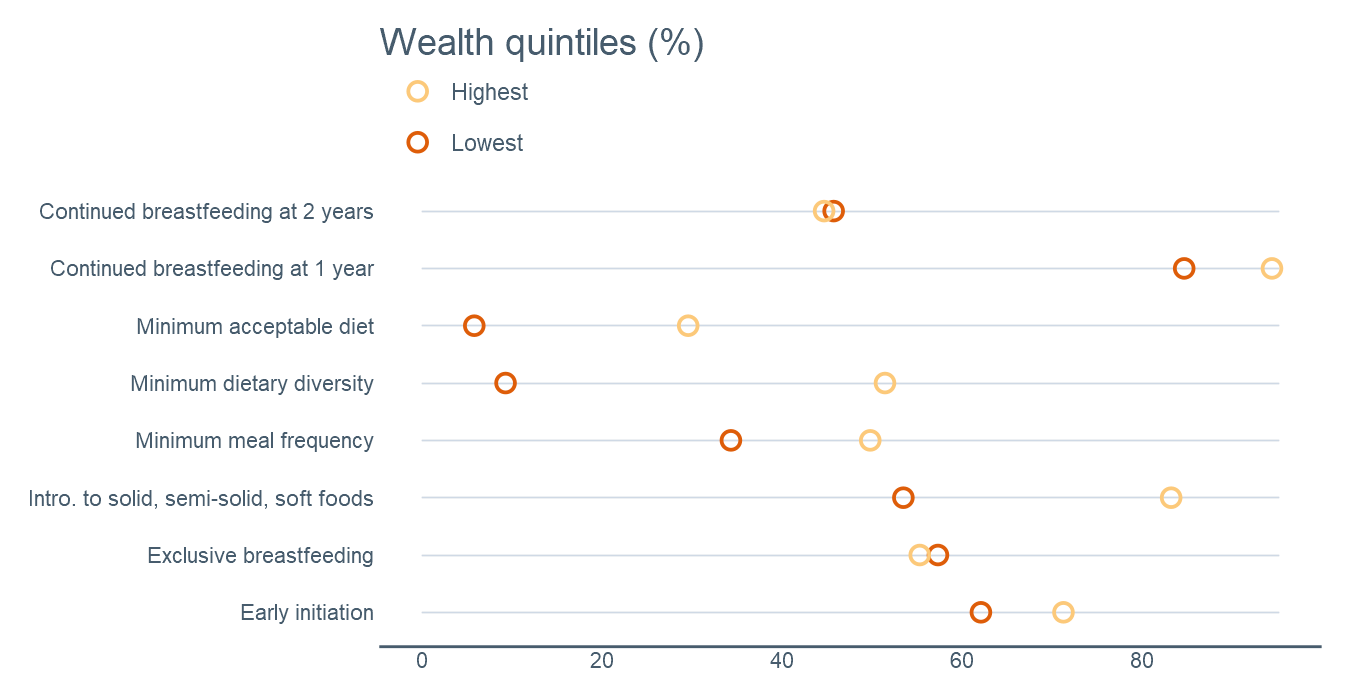 Wealth quintiles (%)
Highest
Lowest
Continued breastfeeding at 2 years
Continued breastfeeding at 1 year
Minimum acceptable diet
Minimum dietary diversity
Minimum meal frequency
Intro. to solid, semi-solid, soft foods
Exclusive breastfeeding
Early initiation
0 20 40 60 80